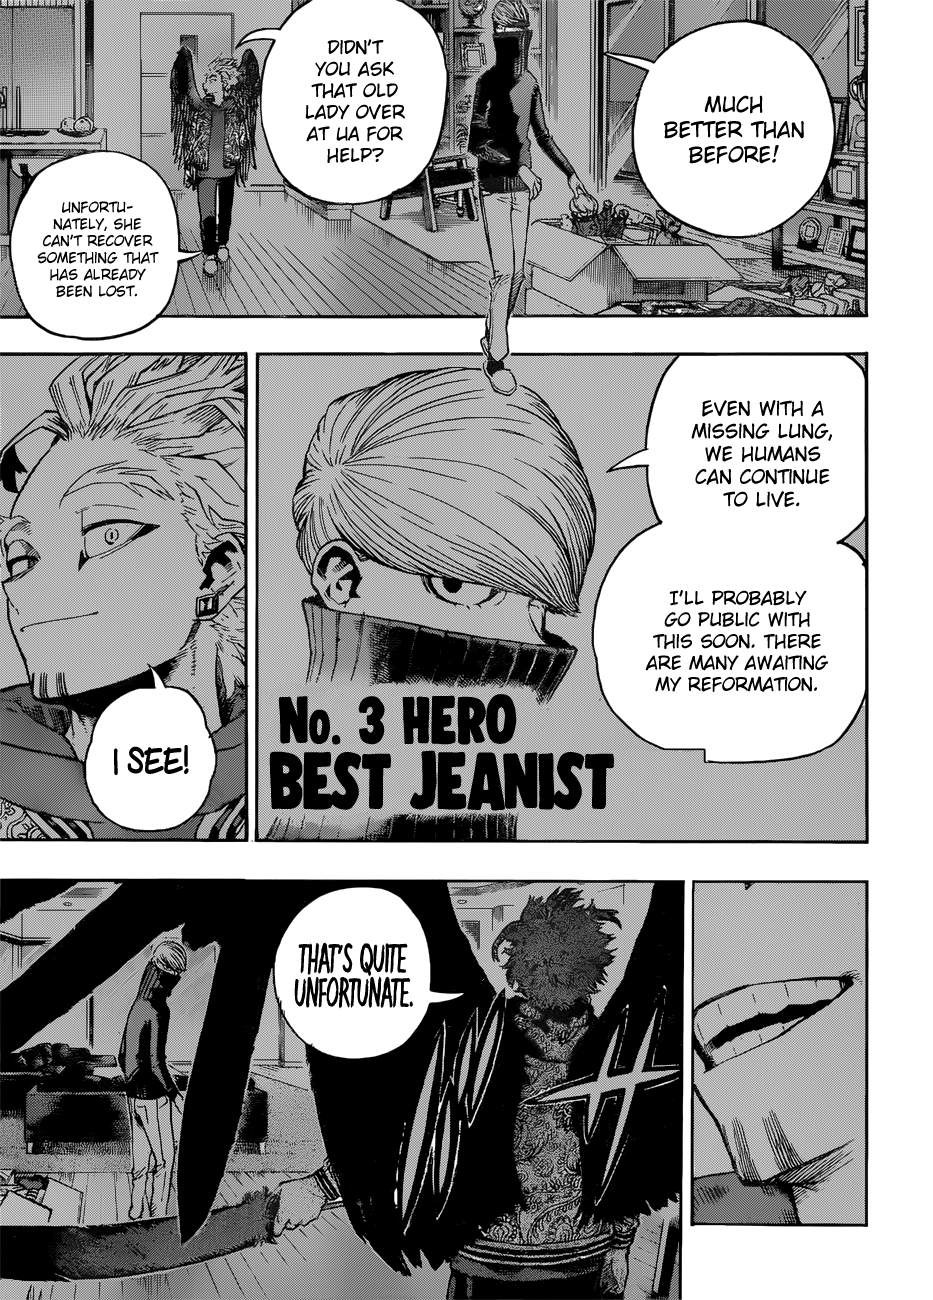 MUCH
BETTER THAN
BEFORE!
DIDN'T
YOU ASK
THAT OLD
LADY OVER
AT UA FOR
HELP?
UNFORTU-
NATELY, SHE
CAN'T RECOVER
SOMETHING THAT
HAS ALREADY
BEEN LOST.
EVEN WITH A
MISSING LUNG,
WE HUMANS
CAN CONTINUE
TO LIVE.
I'LL PROBABLY
GO PUBLIC WITH
THIS SOON. THERE
ARE MANY AWAITING
MY REFORMATION.
No. 3 HERO
BEST JEANIST
I SEE!
THAT'S QUITE
UNFORTUNATE.